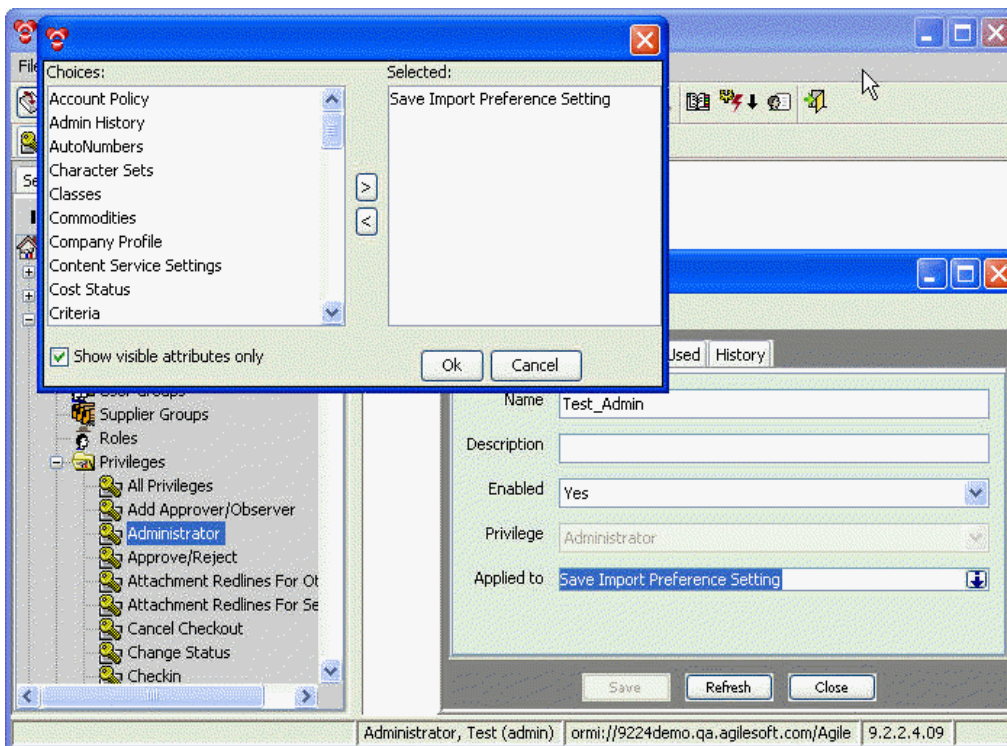 File
Choices:
Selected:
Account Policy
Admin History
AutoNumbers
Character Sets
Classes
Commodities
Company Profile
Content Service Settings
Cost Status
Criteria
Save Import Preference Setting
>
<
Show visible attributes only
Ok
Cancel
Se
Used
History
User Groups
Supplier Groups
Roles
Privileges
All Privileges
Add Approver/Observer
Administrator
Approve/Reject
Attachment Redlines For Ot
Attachment Redlines For Se
Cancel Checkout
Change Status
Checkin
Name
Test_Admin
Description
Enabled
Yes
Privilege
Administrator
Applied to
Save Import Preference Setting
Save
Refresh
Close
Administrator, Test (admin)
ormi://9224demo.qa.agilesoft.com/Agile
9.2.2.4.09